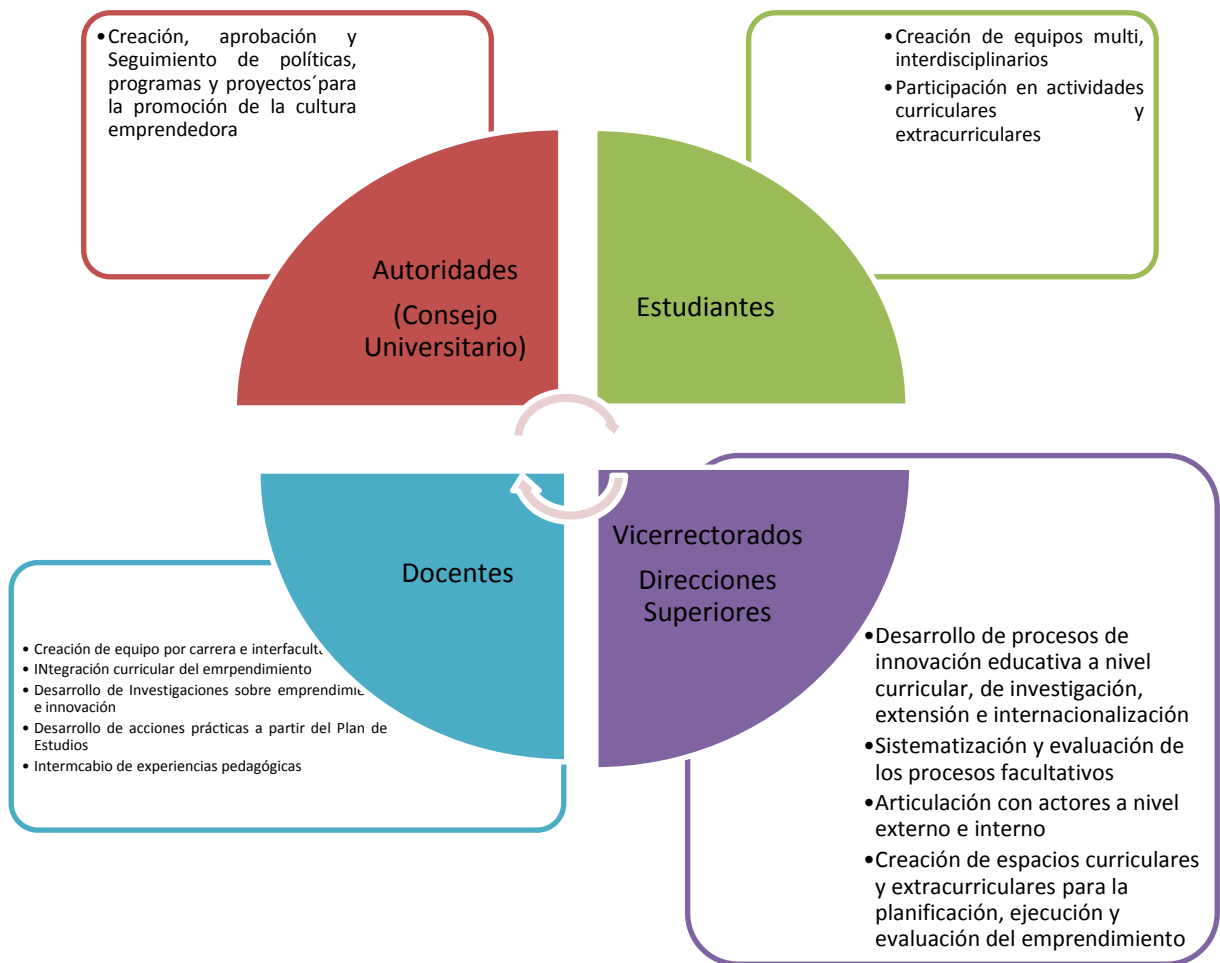 •Creación, aprobación y
Seguimiento de políticas,
programas y proyectos´para
la promoción de la cultura
emprendedora
•Creación de equipos multi,
interdisciplinarios
•Participación en actividades
curriculares y
extracurriculares
Autoridades
(Consejo
Universitario)
Estudiantes
Docentes
Vicerrectorados
Direcciones
Superiores
• Creación de equipo por carrera e
• INtegración curricular del emrpendimiento
• Desarrollo de Investigaciones sobre
e innovación
• Desarrollo de acciones prácticas a partir del Plan de
Estudios
• Intermcabio de experiencias pedagógicas
•Desarrollo de procesos de
innovación educativa a nivel
curricular, de investigación,
extensión e internacionalización
•Sistematización y evaluación de
los procesos facultativos
•Articulación con actores a nivel
externo e interno
•Creación de espacios curriculares
y extracurriculares para la
planificación, ejecución y
evaluación del emprendimiento